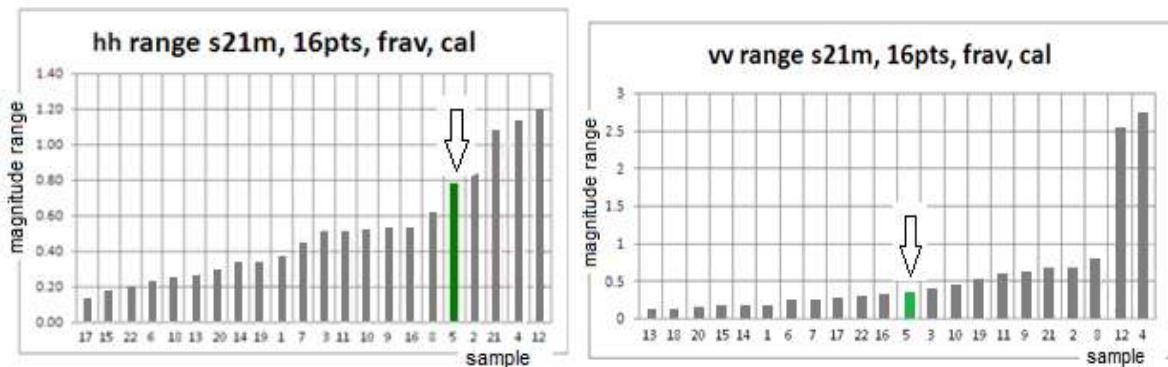 hh range s21m, 16pts, frav, cal
magnitude range
1.40
1.20
1.00
0.80
0.60
0.40
0.20
0.00
17 15 22 6 18 13 20 14 19 1 7 3 11 10 9 16 8 5 2 21 4 12
sample
vv range s21m, 16pts, frav, cal
magnitude range
3
2.5
2
1.5
1
0.5
0
13 18 20 15 14 1 6 7 17 22 16 5 3 10 19 11 9 21 2 8 12 4
sample